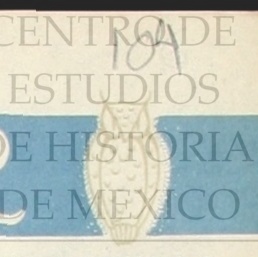 CENTRO DE
104
ESTUDIOS
DE HISTORIA
DE MEXICO